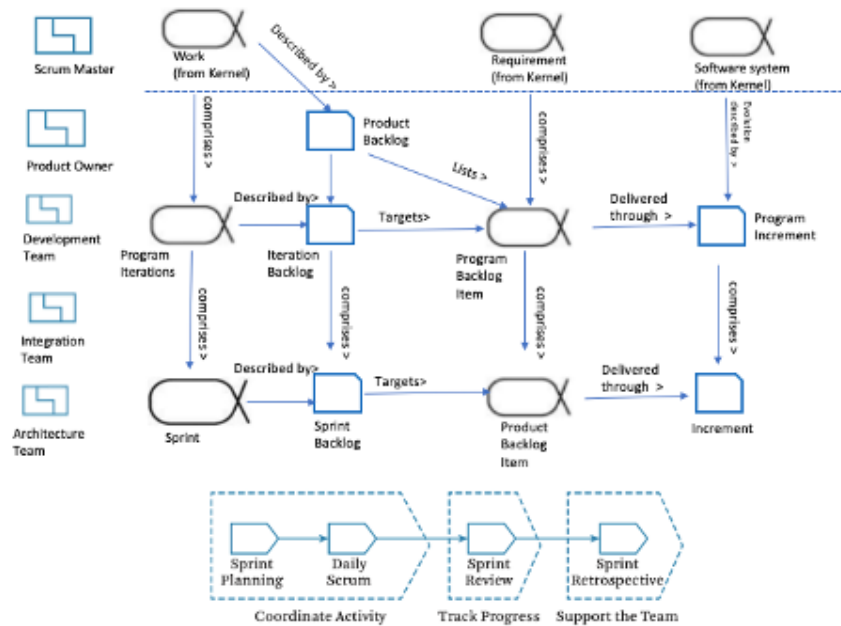 Scrum Master
Work
(from Kernel)
Described by >
Requirement
(from Kernel)
Software system
(from Kernel)
Product Owner
comprises >
Product
Backlog
Lists >
comprises >
Evolution
described by >
Development
Team
Program
Iterations
Described by>
Iteration
Backlog
Targets>
Program
Backlog
Item
Delivered
through >
Program
Increment
Integration
Team
comprises >
comprises >
comprises >
comprises >
Architecture
Team
Sprint
Described by>
Sprint
Backlog
Targets>
Product
Backlog
Item
Delivered
through >
Increment
Sprint
Planning
Daily
Scrum
Sprint
Review
Sprint
Retrospective
Coordinate Activity
Track Progress
Support the Team